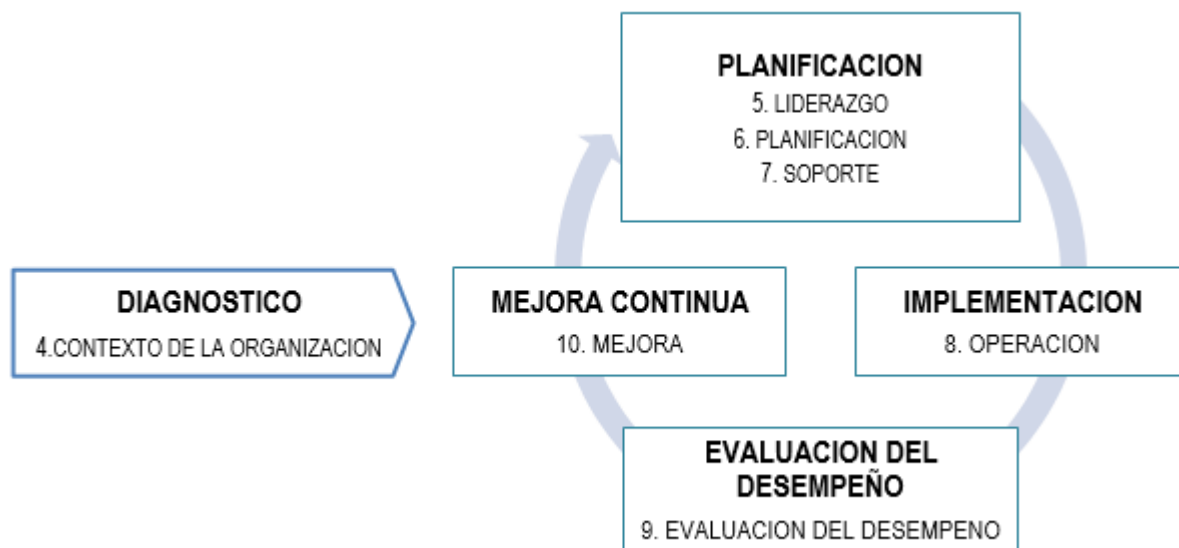 PLANIFICACION
5. LIDERAZGO
6. PLANIFICACION
7. SOPORTE
DIAGNOSTICO
4.CONTEXTO DE LA ORGANIZACION
MEJORA CONTINUA
10. MEJORA
IMPLEMENTACION
8. OPERACION
EVALUACION DEL
DESEMPEÑO
9. EVALUACION DEL DESEMPENO